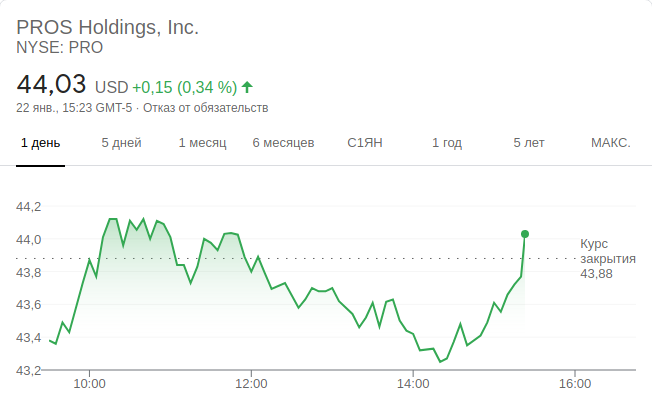 PROS Holdings, Inc.
NYSE: PRO
44,03 USD +0,15 (0,34 %)
22 янв., 15:23 GMT-5 · Отказ от обязательств
1 день 5 дней 1 месяц 6 месяцев С1ЯН 1 год 5 лет МАКС.
44,2
44,0
43,8
43,6
43,4
43,2
Курс
закрытия
43,88
10:00 12:00 14:00 16:00